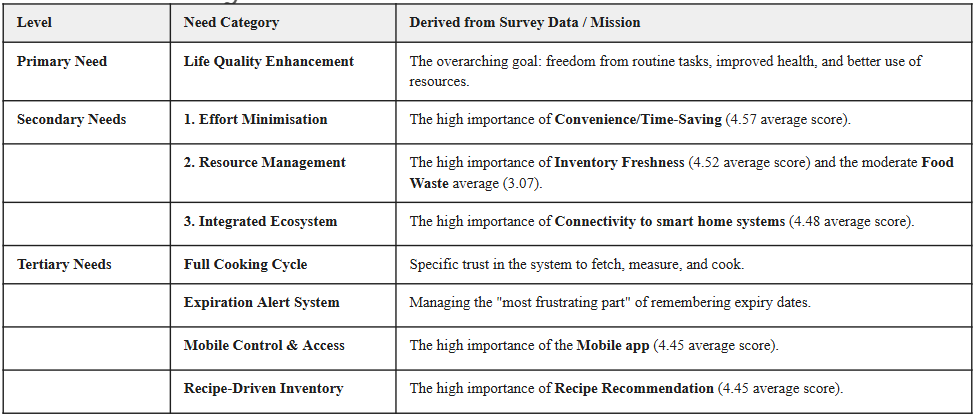 Level Need Category Derived from Survey Data / Mission
Primary Need Life Quality Enhancement The overarching goal: freedom from routine tasks, improved health, and better use of
resources.
Secondary Needs 1. Effort Minimisation The high importance of Convenience/Time-Saving (4.57 average score).
2. Resource Management The high importance of Inventory Freshness (4.52 average score) and the moderate Food
Waste average (3.07).
3. Integrated Ecosystem The high importance of Connectivity to smart home systems (4.48 average score).
Tertiary Needs Full Cooking Cycle Specific trust in the system to fetch, measure, and cook.
Expiration Alert System Managing the "most frustrating part" of remembering expiry dates.
Mobile Control & Access The high importance of the Mobile app (4.45 average score).
Recipe-Driven Inventory The high importance of Recipe Recommendation (4.45 average score).